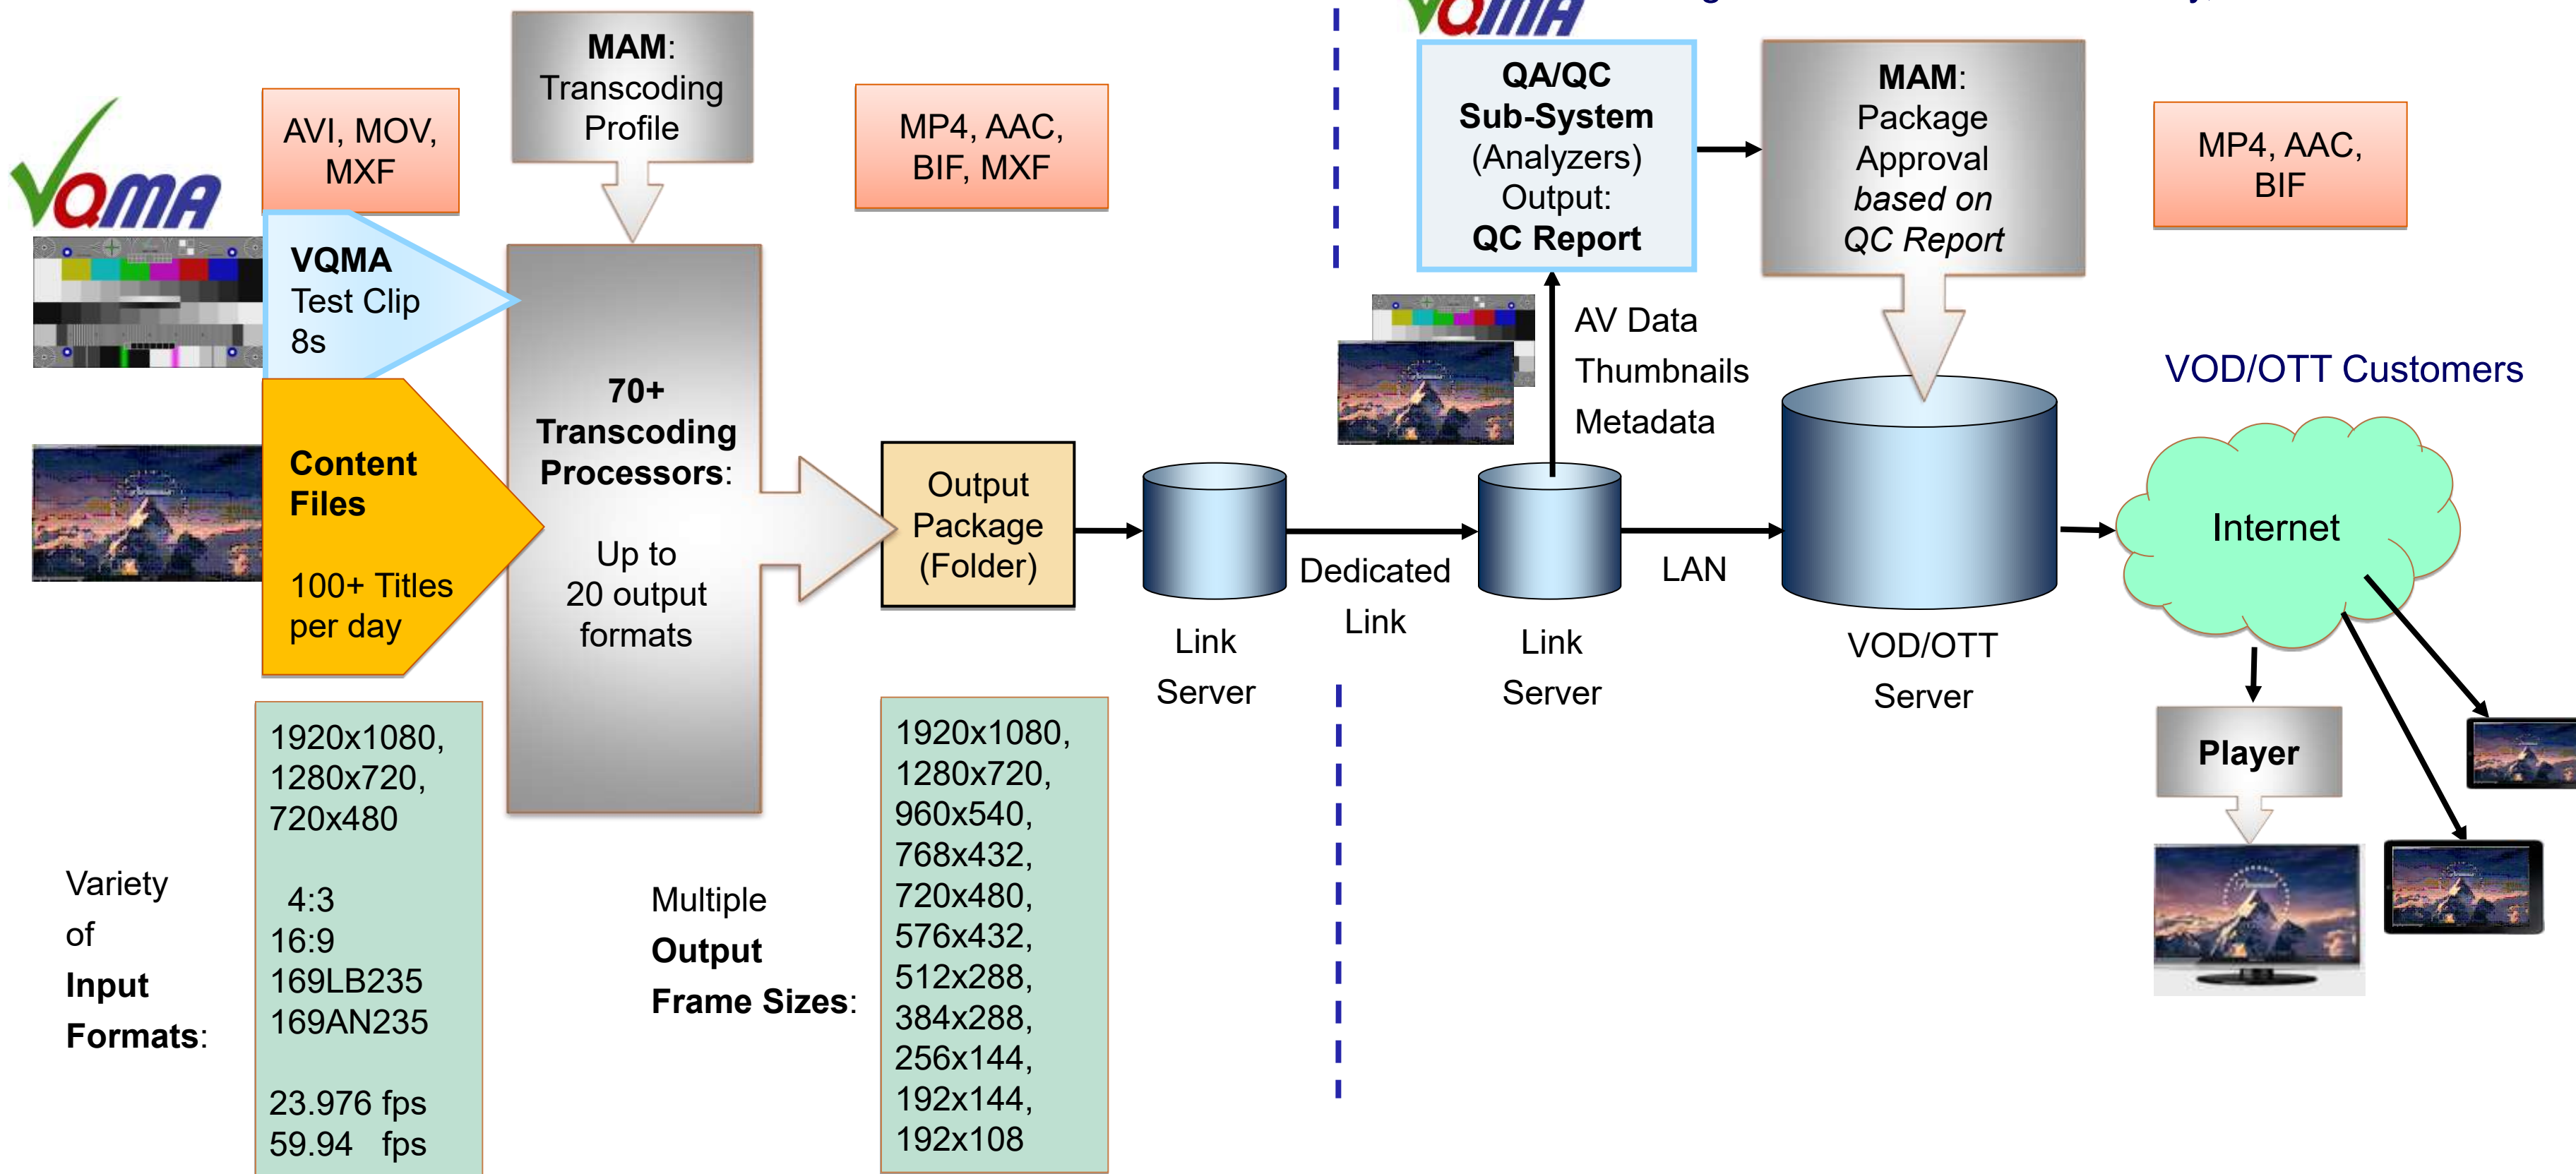 VQMA
AVI, MOV,
MXF
VQMA
Test Clip
8s
Content
Files
100+ Titles
per day
Variety
of
Input
Formats:
1920x1080,
1280x720,
720x480
4:3
16:9
169LB235
169AN235
23.976 fps
59.94 fps
MAM:
Transcoding
Profile
70+
Transcoding
Processors:
Up to
20 output
formats
MP4, AAC,
BIF, MXF
Output
Package
(Folder)
Multiple
Output
Frame Sizes:
1920x1080,
1280x720,
960x540,
768x432,
720x480,
576x432,
512x288,
384x288,
256x144,
192x144,
192x108
Link
Server
Dedicated
Link
VQMA
QA/QC
Sub-System
(Analyzers)
Output:
QC Report
AV Data
Thumbnails
Metadata
Link
Server
LAN
MAM:
Package
Approval
based on
QC Report
VOD/OTT
Server
MP4, AAC,
BIF
VOD/OTT Customers
Internet
Player